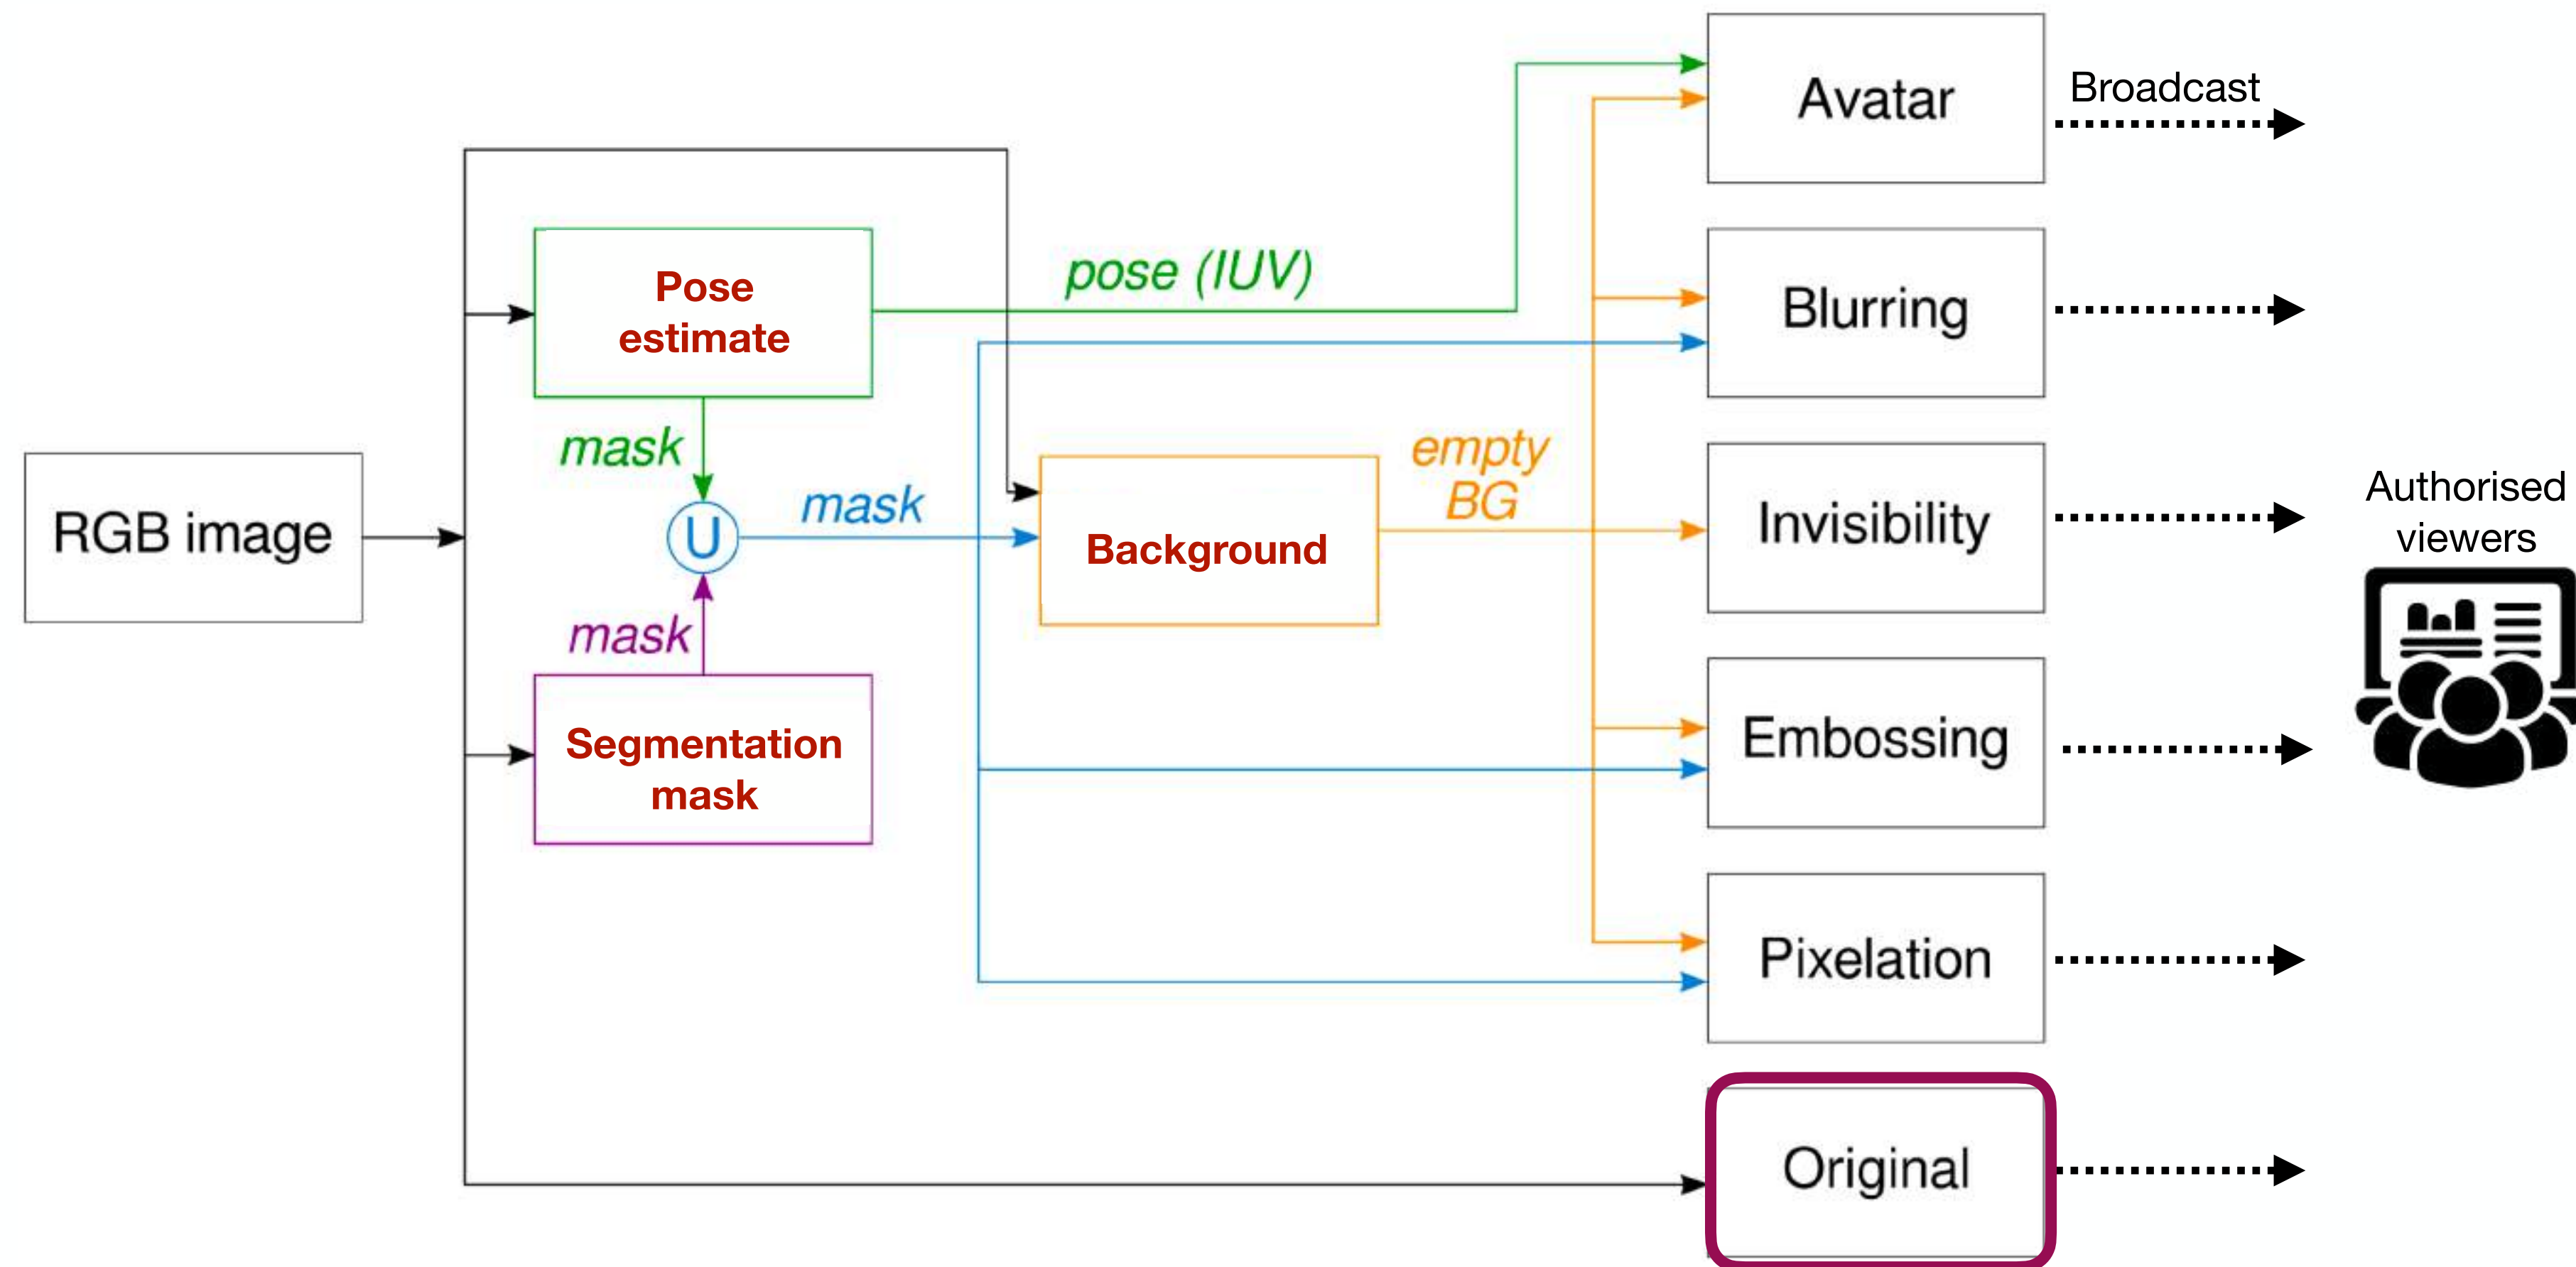 Avatar
Broadcast
Pose
estimate
pose (IUV)
Blurring
mask
RGB image
U
mask
Background
empty
BG
Invisibility
Authorised
viewers
mask
Segmentation
mask
Embossing
Pixelation
Original